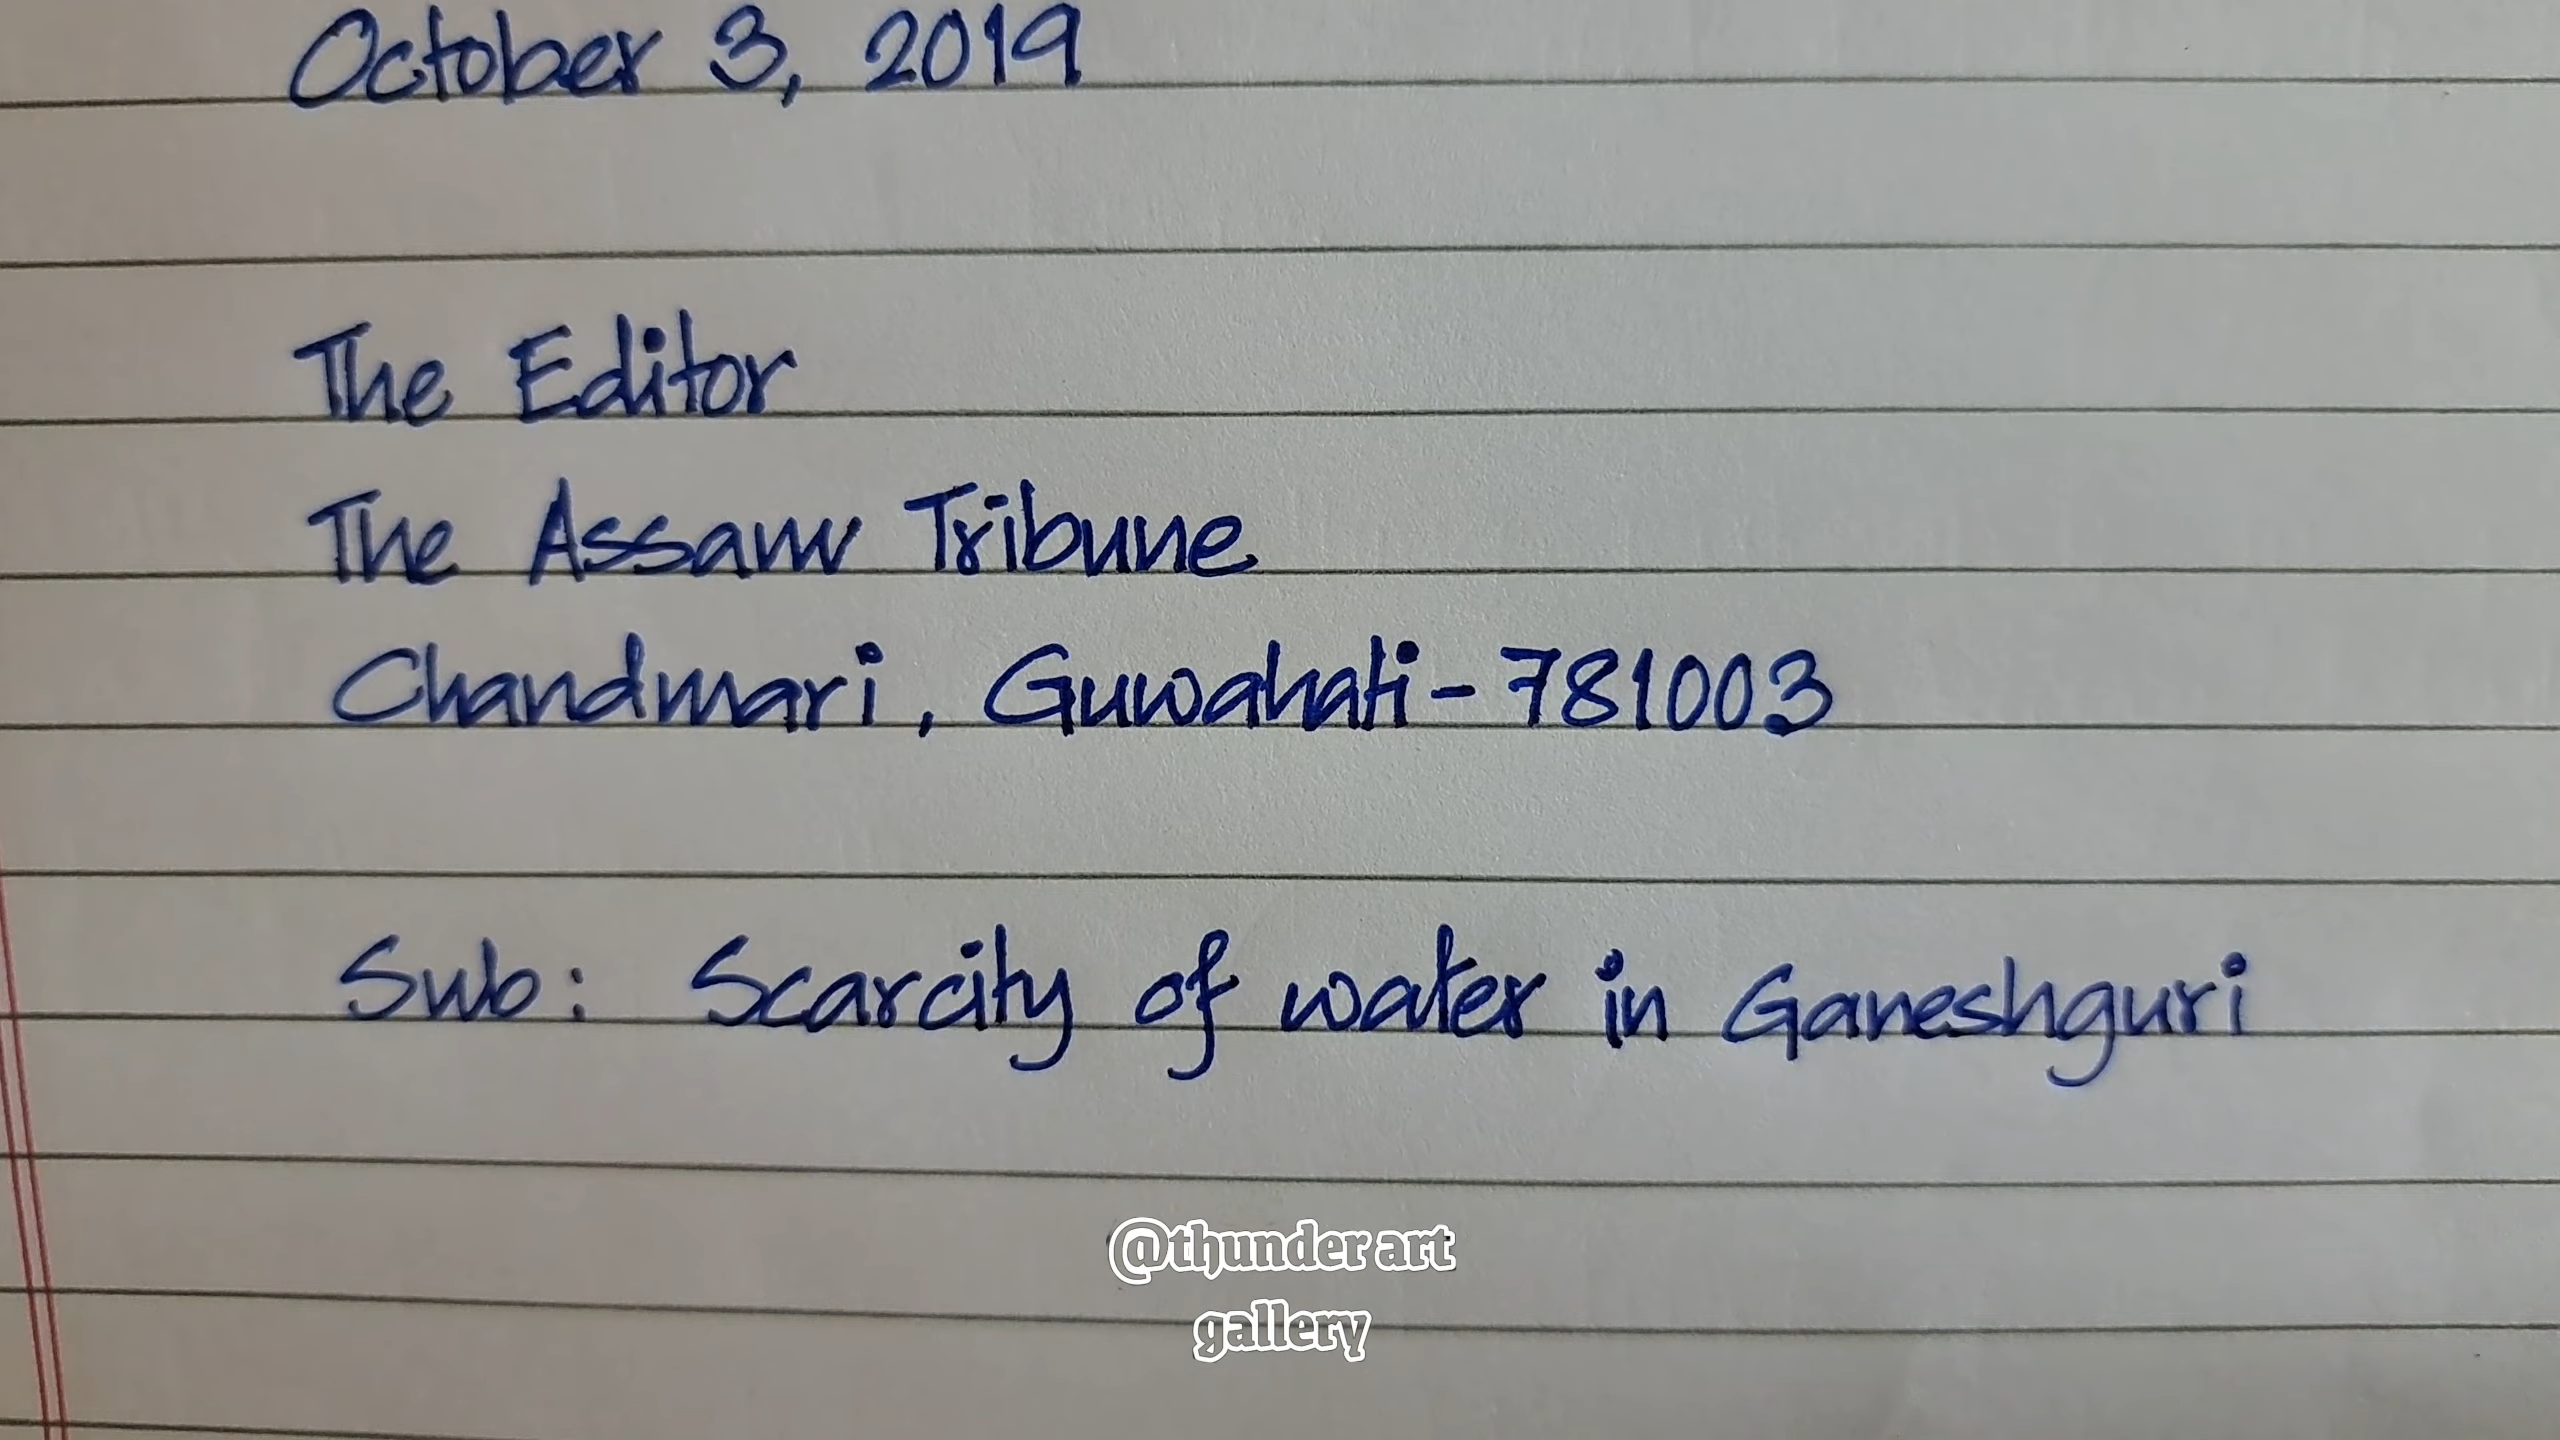 October 3, 2019
The Editor
The Assam Tribune
Chandmari, Guwahati-781003
Sub: Scarcity of water in Ganeshguri
@thunder art
gallery